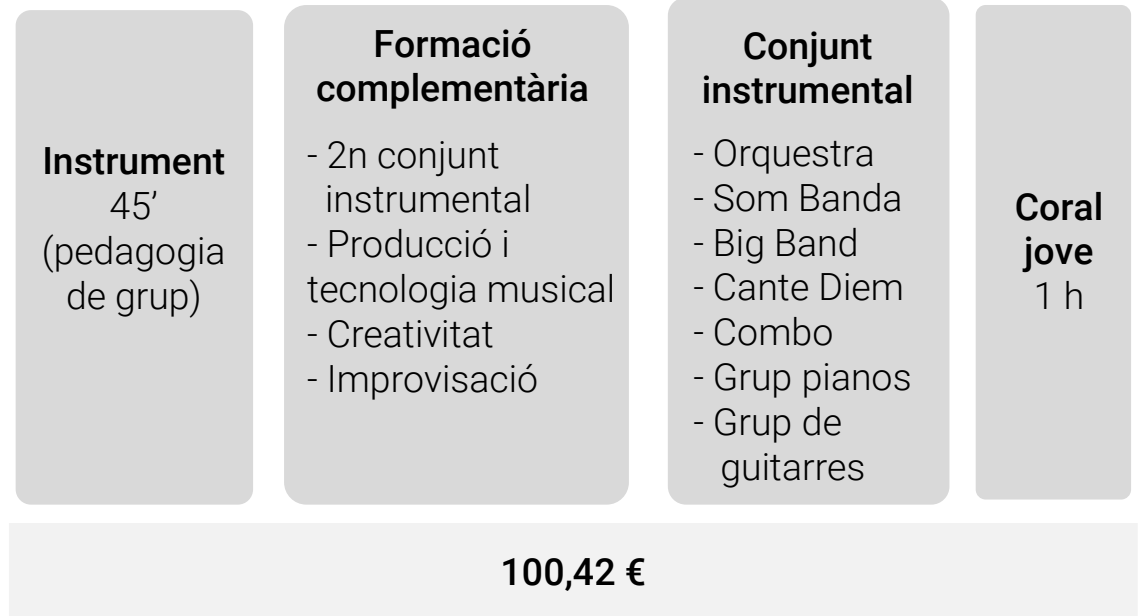 Instrument
45’
(pedagogia
de grup)
Formació
complementària
- 2n conjunt
instrumental
- Producció i
tecnologia musical
- Creativitat
- Improvisació
Conjunt
instrumental
- Orquestra
- Som Banda
- Big Band
- Cante Diem
- Combo
- Grup pianos
- Grup de
guitarres
Coral
jove
1 h
100,42 €